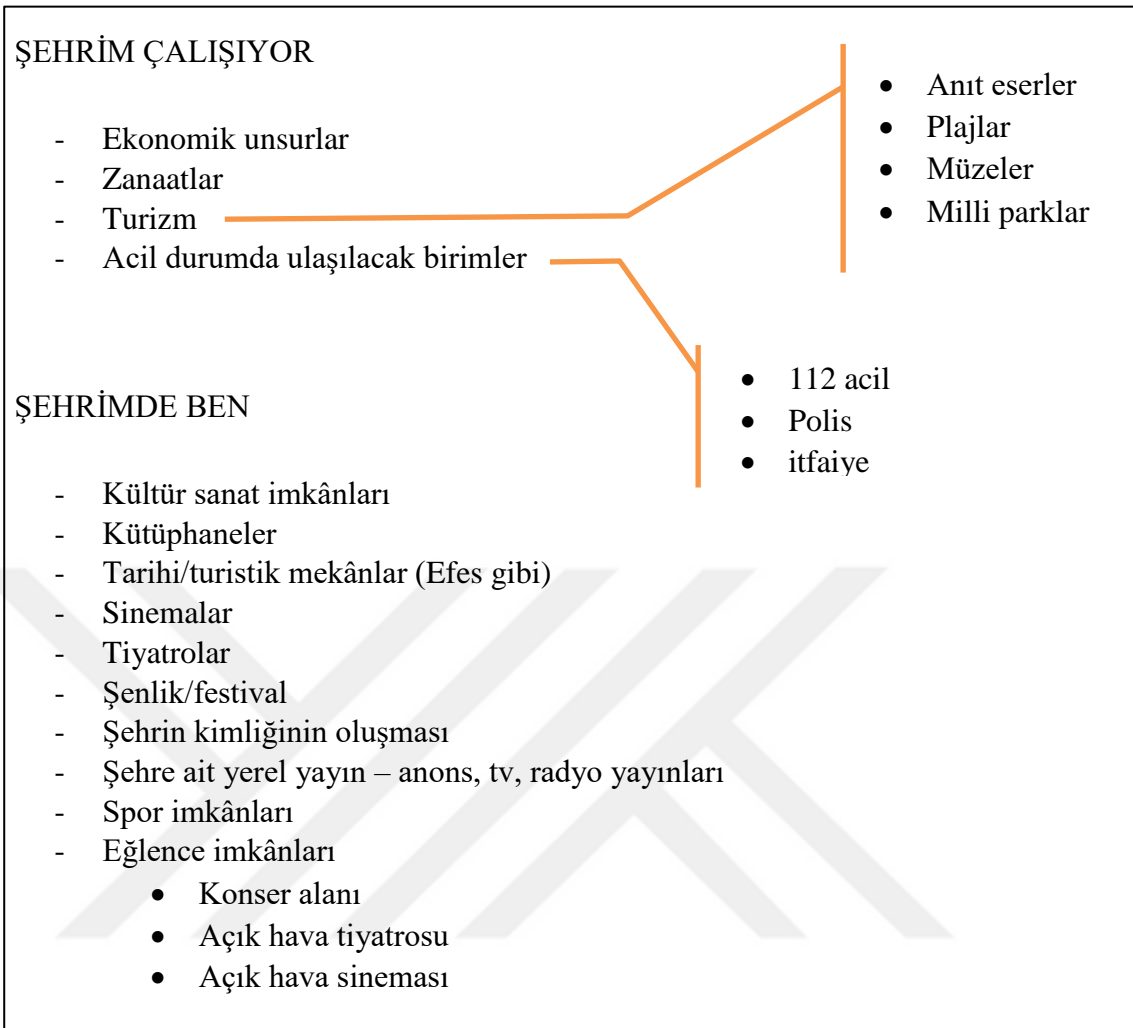 ŞEHRİM ÇALIŞIYOR
- Ekonomik unsurlar
- Zanaatlar
- Turizm
- Acil durumda ulaşılacak birimler
• Anıt eserler
• Plajlar
• Müzeler
• Milli parklar
• 112 acil
• Polis
• itfaiye
ŞEHRİMDE BEN
- Kültür sanat imkânları
- Kütüphaneler
- Tarihi/turistik mekânlar (Efes gibi)
- Sinemalar
- Tiyatrolar
- Şenlik/festival
- Şehrin kimliğinin oluşması
- Şehre ait yerel yayın – anons, tv, radyo yayınları
- Spor imkânları
- Eğlence imkânları
• Konser alanı
• Açık hava tiyatrosu
• Açık hava sineması